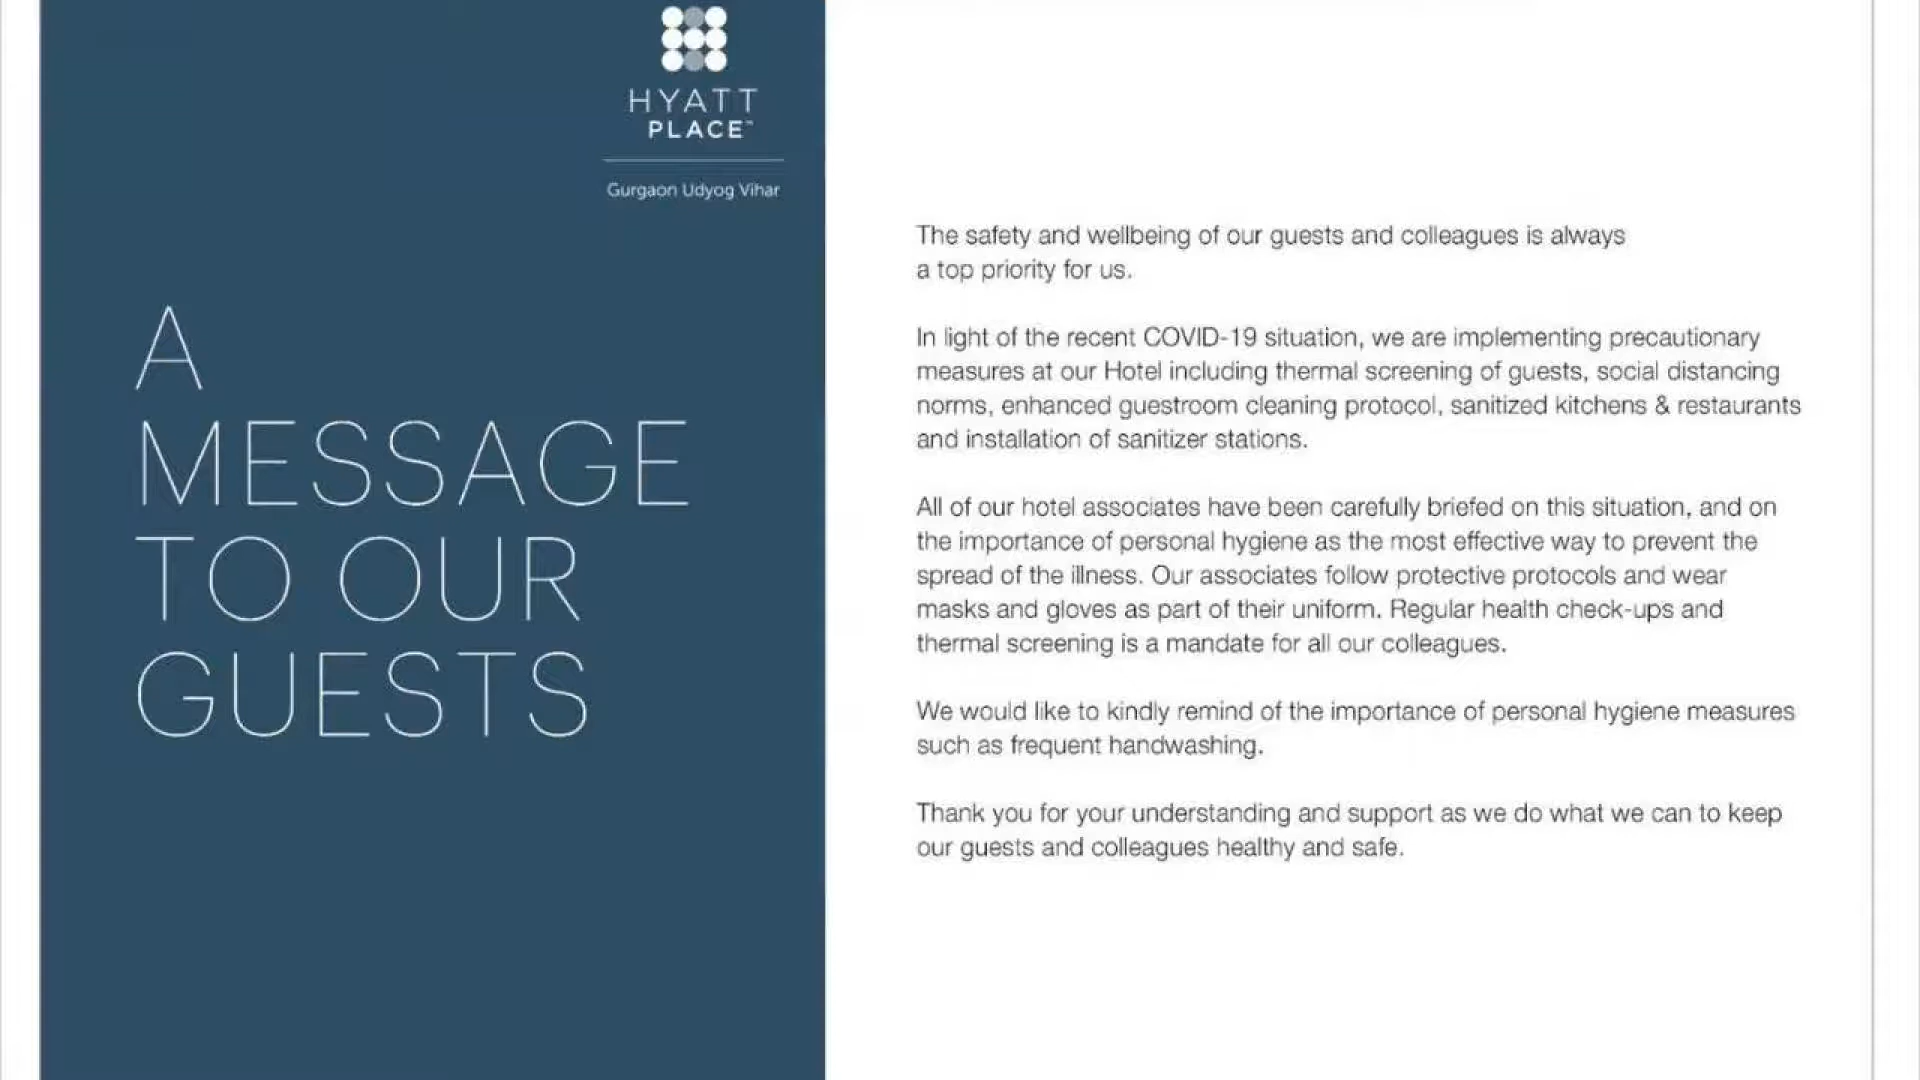 HYATT
PLACE™
Gurgaon Udyog Vihar
A
MESSAGE
TO OUR
GUESTS
The safety and wellbeing of our guests and colleagues is always
a top priority for us.
In light of the recent COVID-19 situation, we are implementing precautionary
measures at our Hotel including thermal screening of guests, social distancing
norms, enhanced guestroom cleaning protocol, sanitized kitchens & restaurants
and installation of sanitizer stations.
All of our hotel associates have been carefully briefed on this situation, and on
the importance of personal hygiene as the most effective way to prevent the
spread of the illness. Our associates follow protective protocols and wear
masks and gloves as part of their uniform. Regular health check-ups and
thermal screening is a mandate for all our colleagues.
We would like to kindly remind of the importance of personal hygiene measures
such as frequent handwashing.
Thank you for your understanding and support as we do what we can to keep
our guests and colleagues healthy and safe.